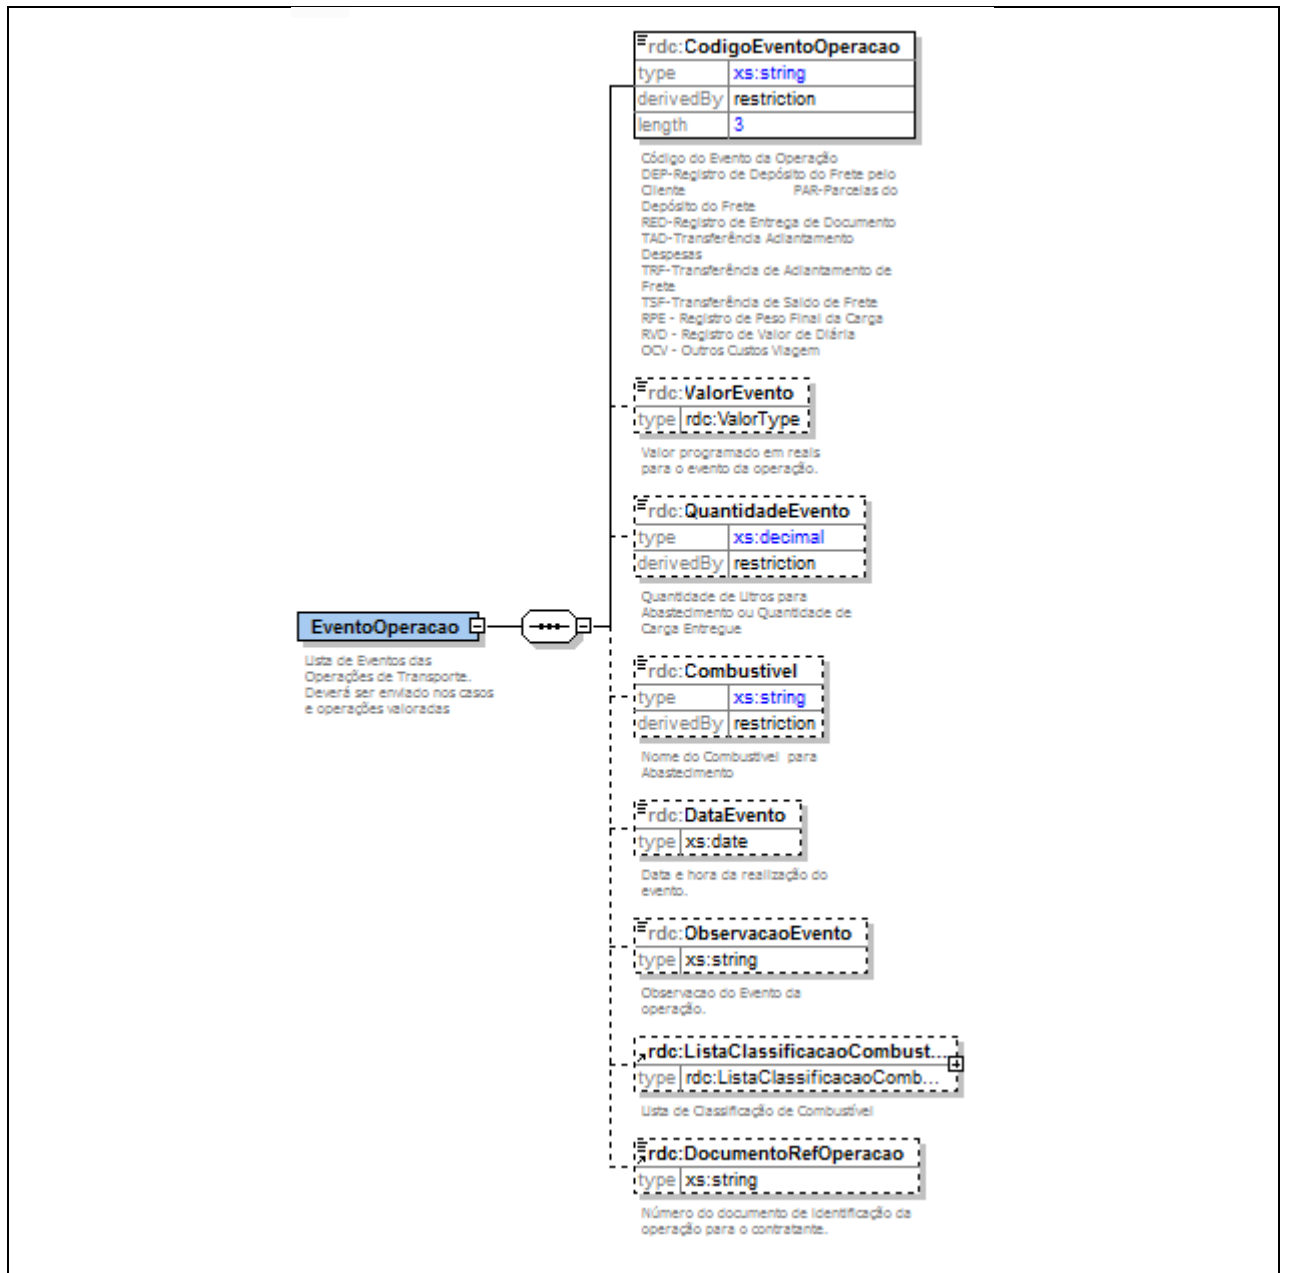 rdc:CodigoEventoOperacao
type xs:string
derivedBy restriction
length 3
Código do Evento da Operação
DEP-Registro de Depósito do Frete pelo
Cliente PAR-Parcelas do
Depósito do Frete
RED-Registro de Entrega de Documento
TAD-Transferência Adiantamento
Despesas
TRF-Transferência de Adiantamento de
Frete
TSF-Transferência de Saldo de Frete
RPE - Registro de Peso Final da Carga
RVD - Registro de Valor de Diária
OCV - Outros Custos Viagem
rdc:ValorEvento
type rdc:ValorType
Valor programado em reais
para o evento da operação.
rdc:QuantidadeEvento
type xs:decimal
derivedBy restriction
Quantidade de Litros para
Abastecimento ou Quantidade de
Carga Entregue
EventoOperacao
Lista de Eventos das
Operações de Transporte.
Deverá ser enviado nos casos
e operações valoradas
rdc:Combustivel
type xs:string
derivedBy restriction
Nome do Combustível para
Abastecimento
rdc:DataEvento
type xs:date
Data e hora da realização do
evento.
rdc:ObservacaoEvento
type xs:string
Observacao do Evento da
operação.
rdc:ListaClassificacaoCombust...
type rdc:ListaClassificacaoComb...
Lista de Classificação de Combustível
rdc:DocumentoRefOperacao
type xs:string
Número do documento de identificação da
operação para o contratante.